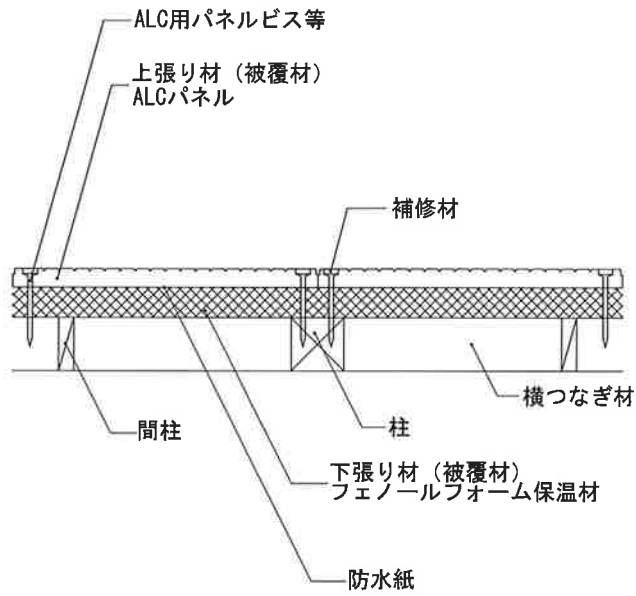 ALC用パネルビス等
上張り材（被覆材）
ALCパネル
補修材
横つなぎ材
間柱
柱
下張り材（被覆材）
フェノールフォーム保温材
防水紙